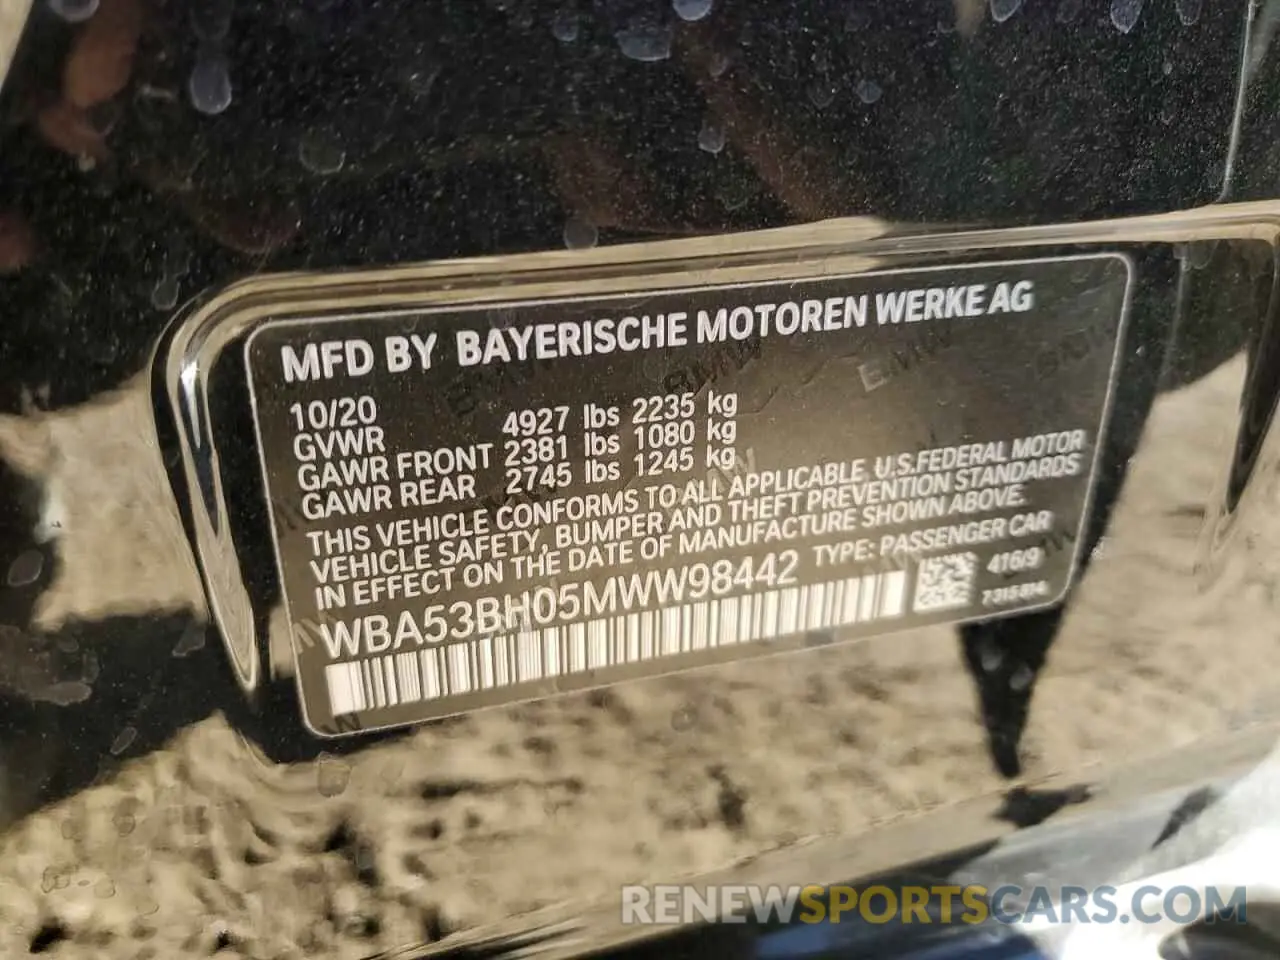 MFD BY BAYERISCHE MOTOREN WERKE AG
10/20
GVWR 4927 lbs 2235 kg
GAWR FRONT 2381 lbs 1080 kg
GAWR REAR 2745 lbs 1245 kg
THIS VEHICLE CONFORMS TO ALL APPLICABLE U.S.FEDERAL MOTOR
VEHICLE SAFETY, BUMPER AND THEFT PREVENTION STANDARDS
IN EFFECT ON THE DATE OF MANUFACTURE SHOWN ABOVE.
WBA53BH05MWW98442 TYPE: PASSENGER CAR
416/9
7315814
RENEWSPORTSCARS.COM